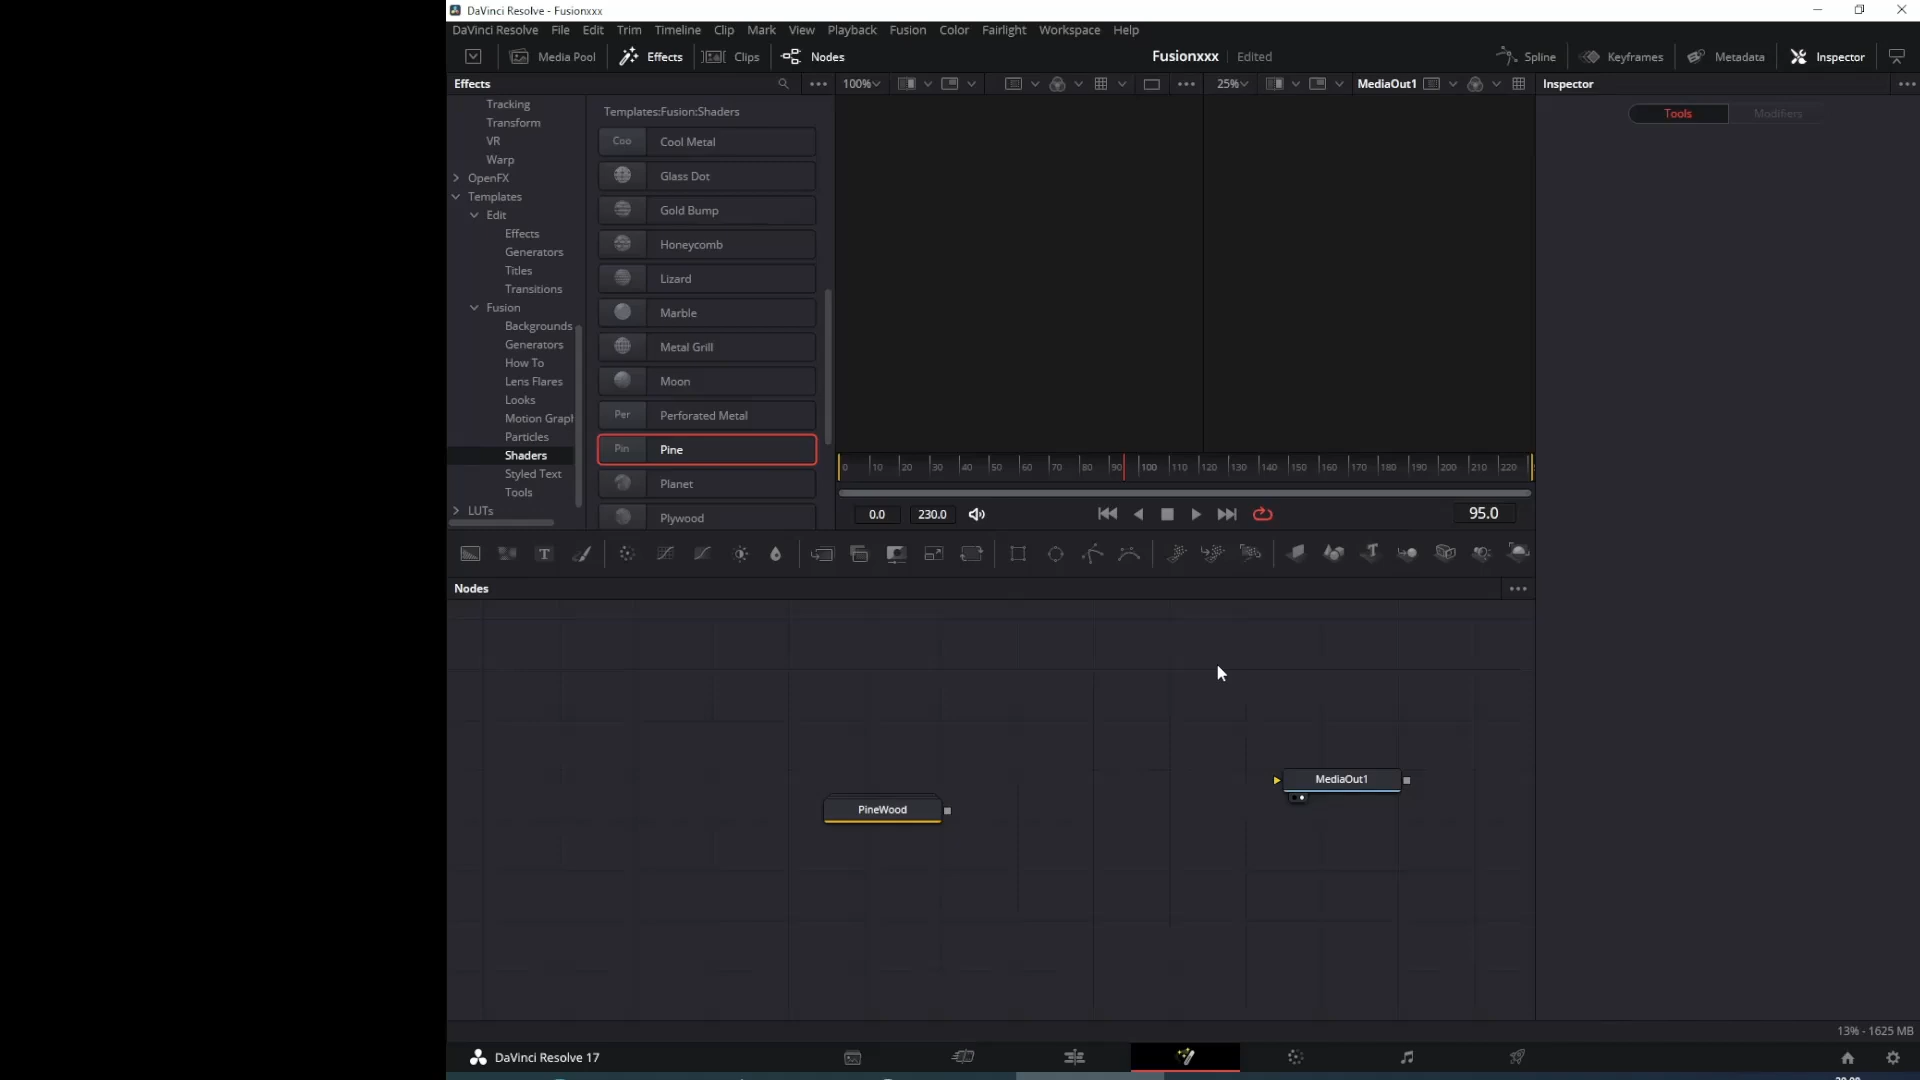 DaVinci Resolve - Fusionxxx
DaVinci Resolve File Edit Trim Timeline Clip Mark View Playback Fusion Color Fairlight Workspace Help
Media Pool Effects Clips Nodes Fusionxxx Edited Spline Keyframes Metadata Inspector
Effects 100% 25% MediaOut1 Inspector
Tools Modifiers
Tracking
Transform
VR
Warp
OpenFX
Templates
Edit
Effects
Generators
Titles
Transitions
Fusion
Backgrounds
Generators
How To
Lens Flares
Looks
Motion Graph
Particles
Shaders
Styled Text
Tools
LUTs
Templates:Fusion:Shaders
Coo Cool Metal
Glass Dot
Gold Bump
Honeycomb
Lizard
Marble
Metal Grill
Moon
Per Perforated Metal
Pin Pine
Planet
Plywood
0 10 20 30 40 50 60 70 80 90 100 110 120 130 140 150 160 170 180 190 200 210 220
0.0 230.0 95.0
Nodes
MediaOut1
PineWood
13% - 1625 MB
DaVinci Resolve 17